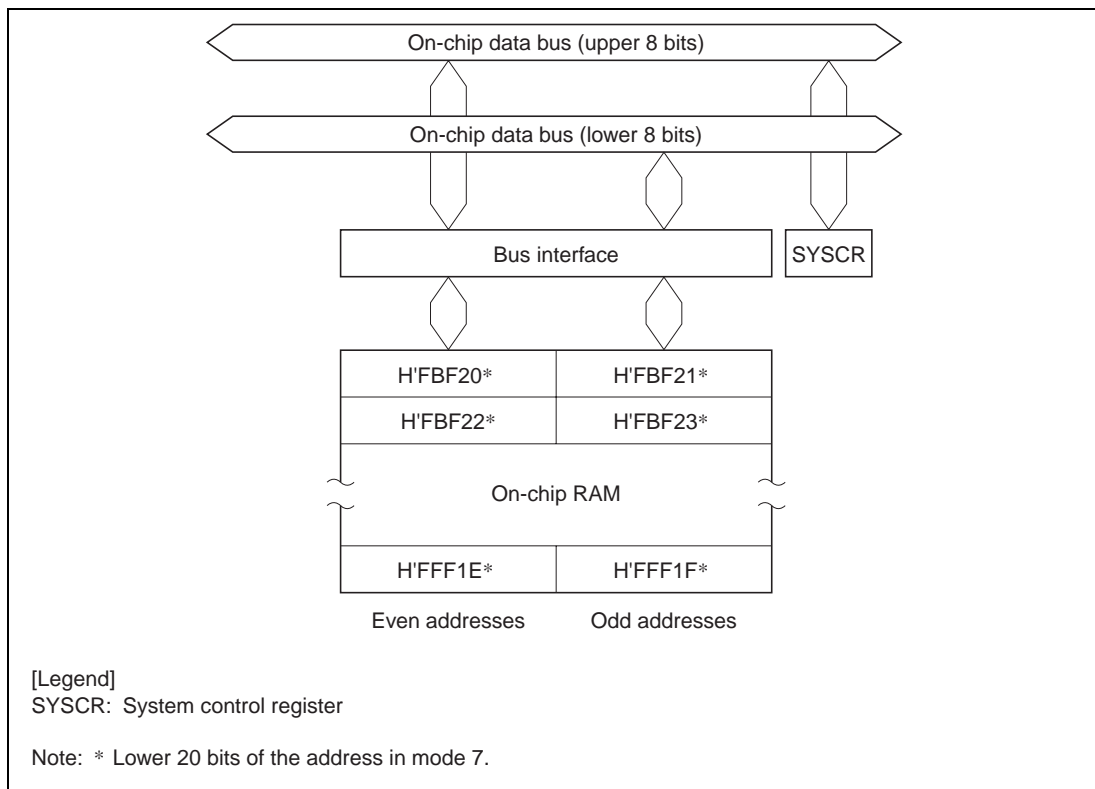 On-chip data bus (upper 8 bits)
On-chip data bus (lower 8 bits)
Bus interface
SYSCR
H'FBF20* H'FBF21*
H'FBF22* H'FBF23*
On-chip RAM
H'FFF1E* H'FFF1F*
Even addresses Odd addresses
[Legend]
SYSCR: System control register
Note: * Lower 20 bits of the address in mode 7.